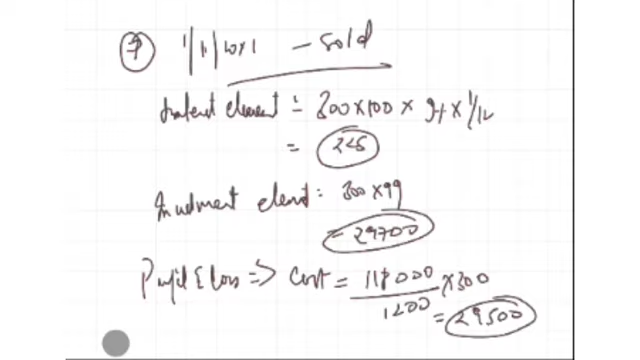 7 1/11/20x1 - Sold
Interest element = 300 x 100 x 9% x 1/12
= 225
Investment element = 300 x 99
= 29700
Profit & loss => Cost = 118000/1200 x 300
= 29500